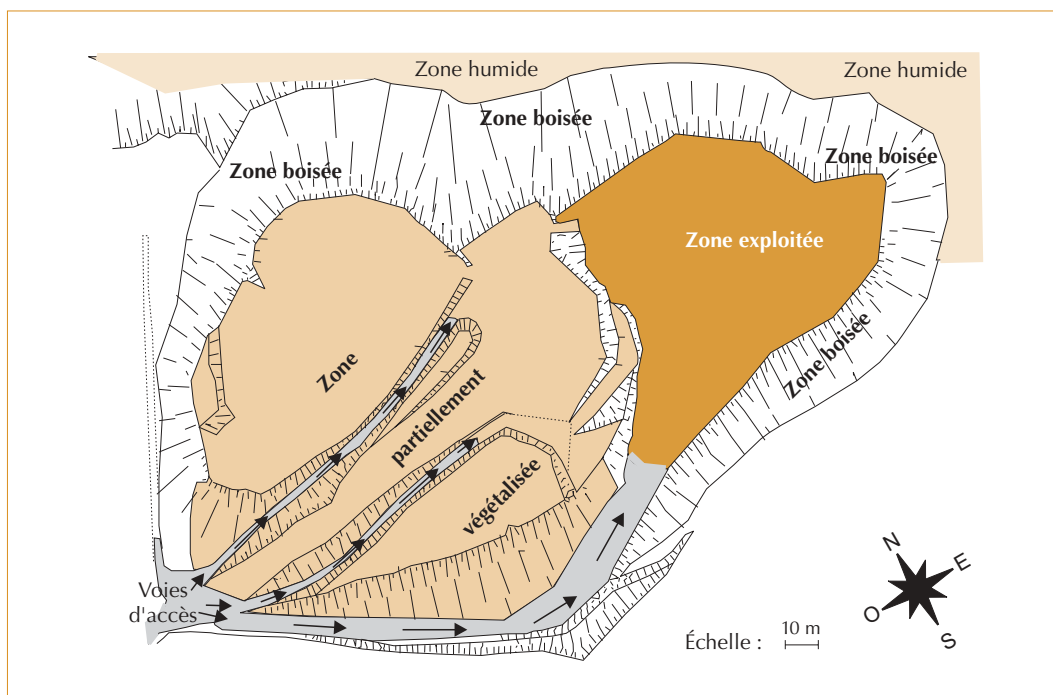 Zone humide
Zone humide
Zone boisée
Zone boisée
Zone boisée
Zone exploitée
Zone boisée
Zone
partiellement
végétalisée
Voies
d'accès
N
E
O
S
Échelle : 10 m